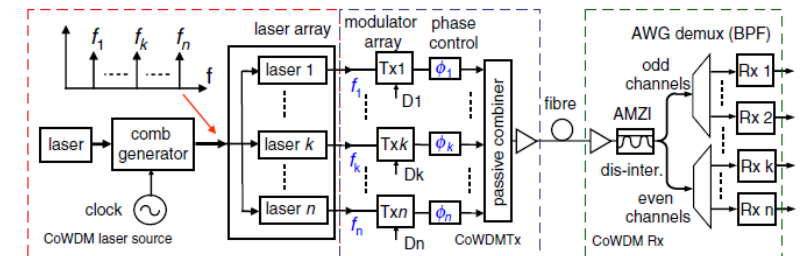 f1 fk fn
f
laser
comb
generator
clock
CoWDM laser source
laser array
laser 1
laser k
laser n
f1
fk
fn
modulator
array
Tx1
D1
Txk
Dk
Txn
Dn
phase
control
ϕ1
ϕk
ϕn
passive combiner
CoWDMTx
fibre
AMZI
dis-inter.
AWG demux (BPF)
odd
channels
even
channels
Rx 1
Rx 2
Rx k
Rx n
CoWDM Rx